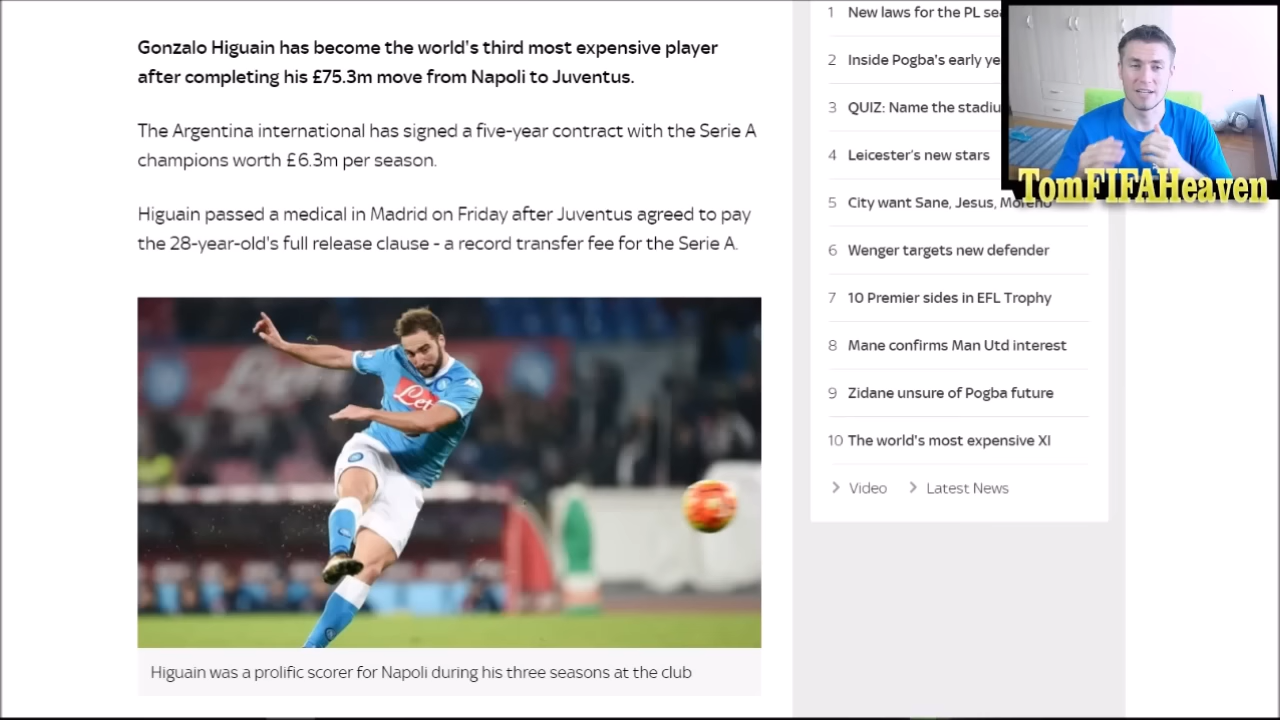 Gonzalo Higuain has become the world's third most expensive player
after completing his £75.3m move from Napoli to Juventus.
The Argentina international has signed a five-year contract with the Serie A
champions worth £6.3m per season.
Higuain passed a medical in Madrid on Friday after Juventus agreed to pay
the 28-year-old's full release clause - a record transfer fee for the Serie A.
Higuain was a prolific scorer for Napoli during his three seasons at the club
1 New laws for the PL
2 Inside Pogba's early
3 QUIZ: Name the
4 Leicester's new stars
5 City want Sane, Jesus, Moreno
6 Wenger targets new defender
7 10 Premier sides in EFL Trophy
8 Mane confirms Man Utd interest
9 Zidane unsure of Pogba future
10 The world's most expensive XI
Video Latest News
TomFIFAHeaven